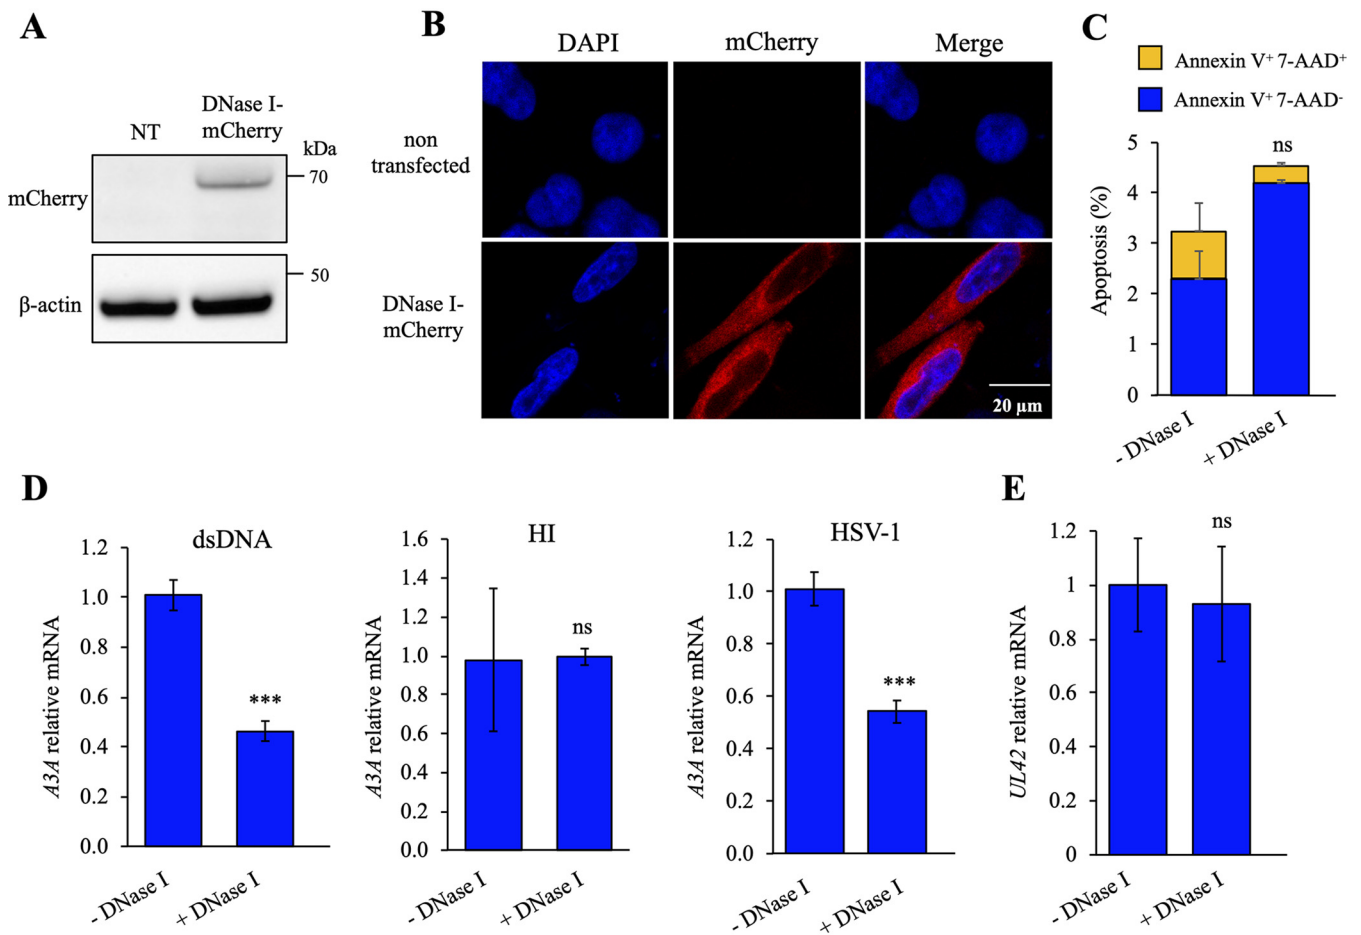 A
NT
DNase I-
mCherry
kDa
mCherry
70
β-actin
50
B
DAPI
mCherry
Merge
non
transfected
DNase I-
mCherry
20 μm
C
Annexin V+ 7-AAD+
Annexin V+ 7-AAD-
Apoptosis (%)
5
4
3
2
1
0
ns
- DNase I
+ DNase I
D
dsDNA
A3A relative mRNA
1.2
1.0
0.8
0.6
0.4
0.2
0.0
***
- DNase I
+ DNase I
HI
A3A relative mRNA
1.6
1.4
1.2
1.0
0.8
0.6
0.4
0.2
0.0
ns
- DNase I
+ DNase I
HSV-1
A3A relative mRNA
1.2
1.0
0.8
0.6
0.4
0.2
0.0
***
- DNase I
+ DNase I
E
UL42 relative mRNA
1.2
1
0.8
0.6
0.4
0.2
0
ns
- DNase I
+ DNase I